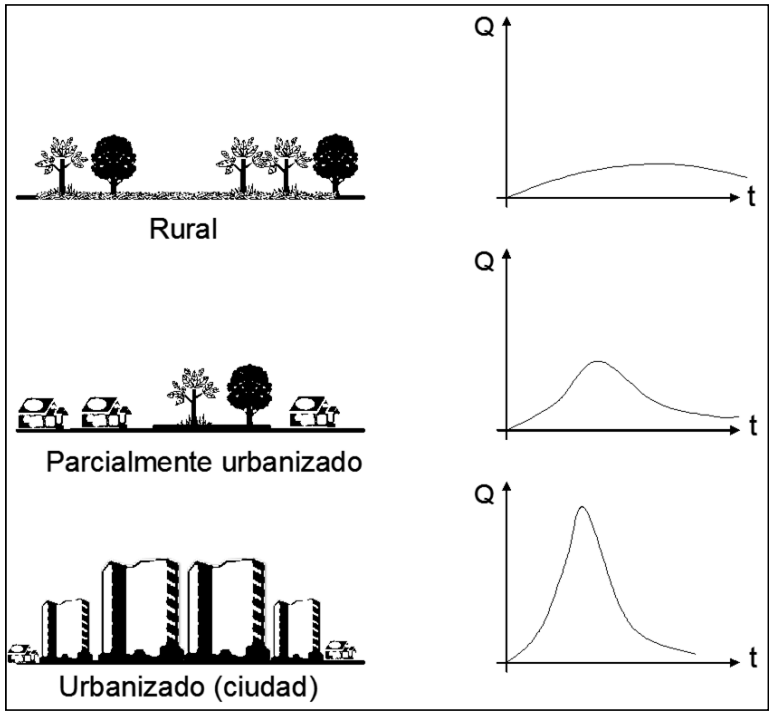 Q
t
Rural
Q
t
Parcialmente urbanizado
Q
t
Urbanizado (ciudad)